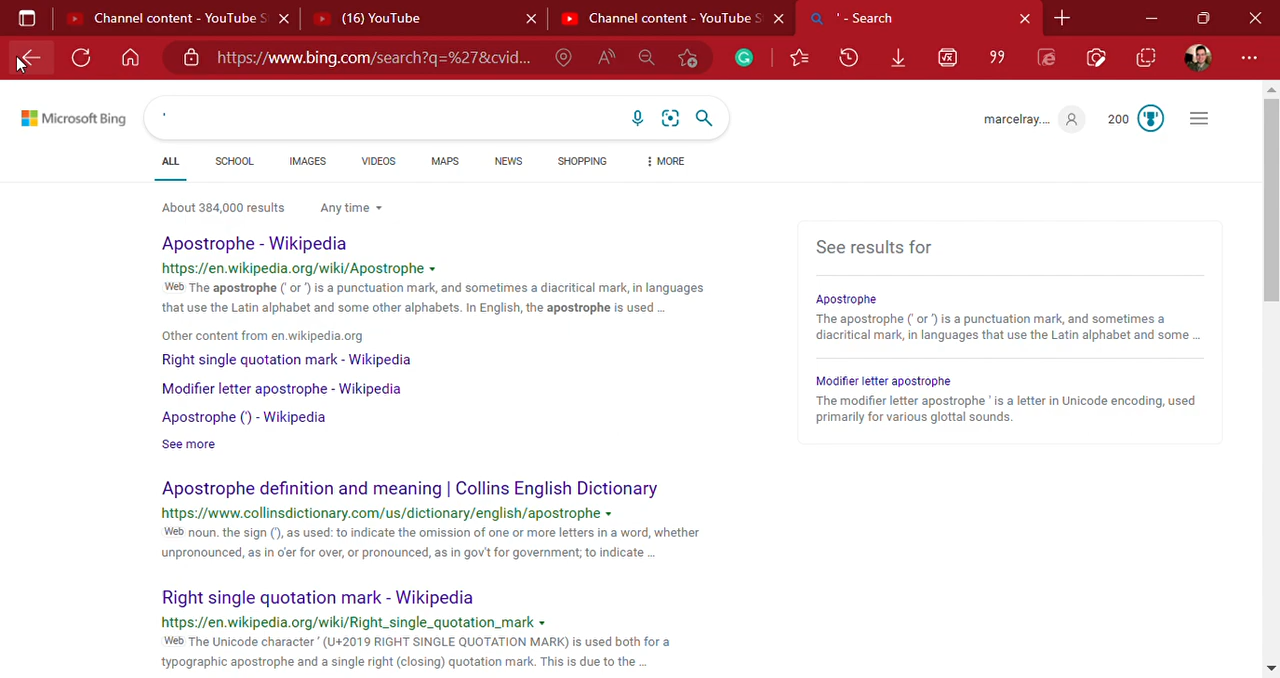 Channel content - YouTube S
(16) YouTube
Channel content - YouTube S
' - Search
https://www.bing.com/search?q=%27&cvid...
Microsoft Bing
'
marcelray....
200
ALL
SCHOOL
IMAGES
VIDEOS
MAPS
NEWS
SHOPPING
MORE
About 384,000 results
Any time
Apostrophe - Wikipedia
https://en.wikipedia.org/wiki/Apostrophe
Web The apostrophe (' or ') is a punctuation mark, and sometimes a diacritical mark, in languages
that use the Latin alphabet and some other alphabets. In English, the apostrophe is used ...
Other content from en.wikipedia.org
Right single quotation mark - Wikipedia
Modifier letter apostrophe - Wikipedia
Apostrophe (') - Wikipedia
See more
Apostrophe definition and meaning | Collins English Dictionary
https://www.collinsdictionary.com/us/dictionary/english/apostrophe
Web noun. the sign ('), as used: to indicate the omission of one or more letters in a word, whether
unpronounced, as in o'er for over, or pronounced, as in gov't for government; to indicate ...
Right single quotation mark - Wikipedia
https://en.wikipedia.org/wiki/Right_single_quotation_mark
Web The Unicode character ’ (U+2019 RIGHT SINGLE QUOTATION MARK) is used both for a
typographic apostrophe and a single right (closing) quotation mark. This is due to the ...
See results for
Apostrophe
The apostrophe (' or ') is a punctuation mark, and sometimes a
diacritical mark, in languages that use the Latin alphabet and some ...
Modifier letter apostrophe
The modifier letter apostrophe ' is a letter in Unicode encoding, used
primarily for various glottal sounds.